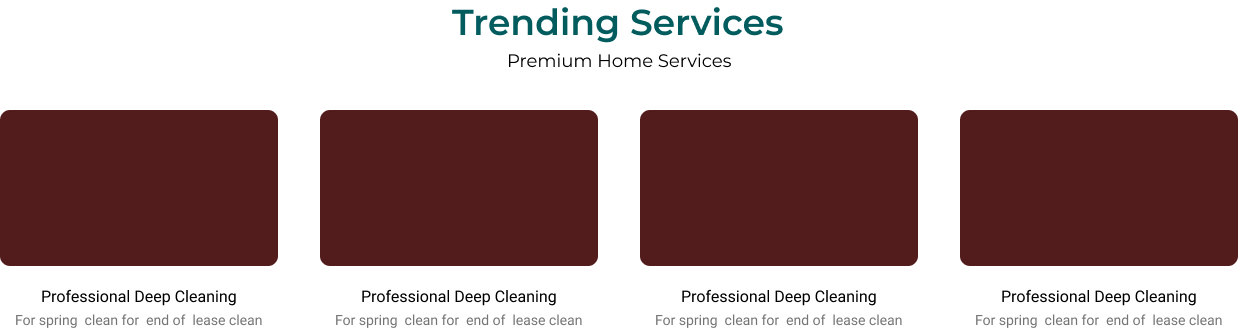 Trending Services
Premium Home Services
Professional Deep Cleaning
For spring clean for end of lease clean
Professional Deep Cleaning
For spring clean for end of lease clean
Professional Deep Cleaning
For spring clean for end of lease clean
Professional Deep Cleaning
For spring clean for end of lease clean